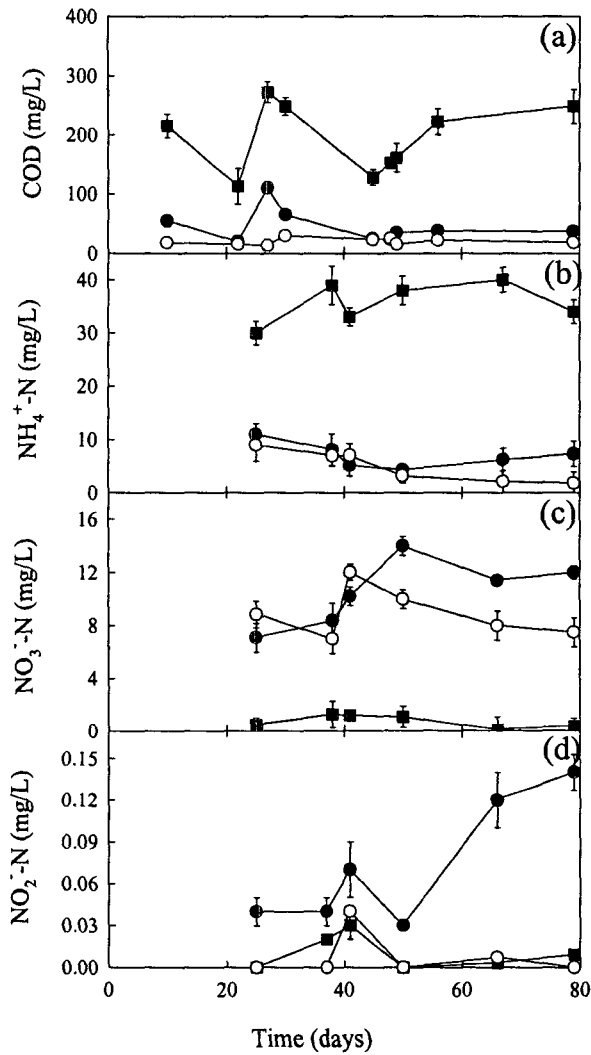 (a)
COD (mg/L)
400
300
200
100
0
(b)
NH₄⁺-N (mg/L)
40
30
20
10
0
(c)
NO₃⁻-N (mg/L)
16
12
8
4
0
(d)
NO₂⁻-N (mg/L)
0.15
0.12
0.09
0.06
0.03
0.00
0 20 40 60 80
Time (days)